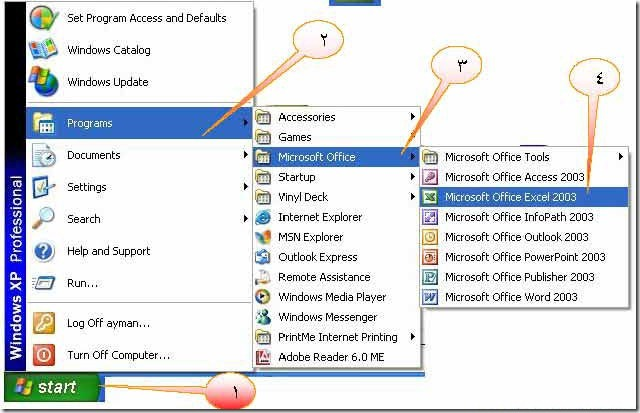 Set Program Access and Defaults
Windows Catalog
Windows Update
٢
٣
٤
Programs
Documents
Settings
Search
Help and Support
Run...
Log Off ayman...
Turn Off Computer...
Windows XP Professional
Accessories
Games
Microsoft Office
Startup
Vinyl Deck
Internet Explorer
MSN Explorer
Outlook Express
Remote Assistance
Windows Media Player
Windows Messenger
PrintMe Internet Printing
Adobe Reader 6.0 ME
Microsoft Office Tools
Microsoft Office Access 2003
Microsoft Office Excel 2003
Microsoft Office InfoPath 2003
Microsoft Office Outlook 2003
Microsoft Office PowerPoint 2003
Microsoft Office Publisher 2003
Microsoft Office Word 2003
start
١